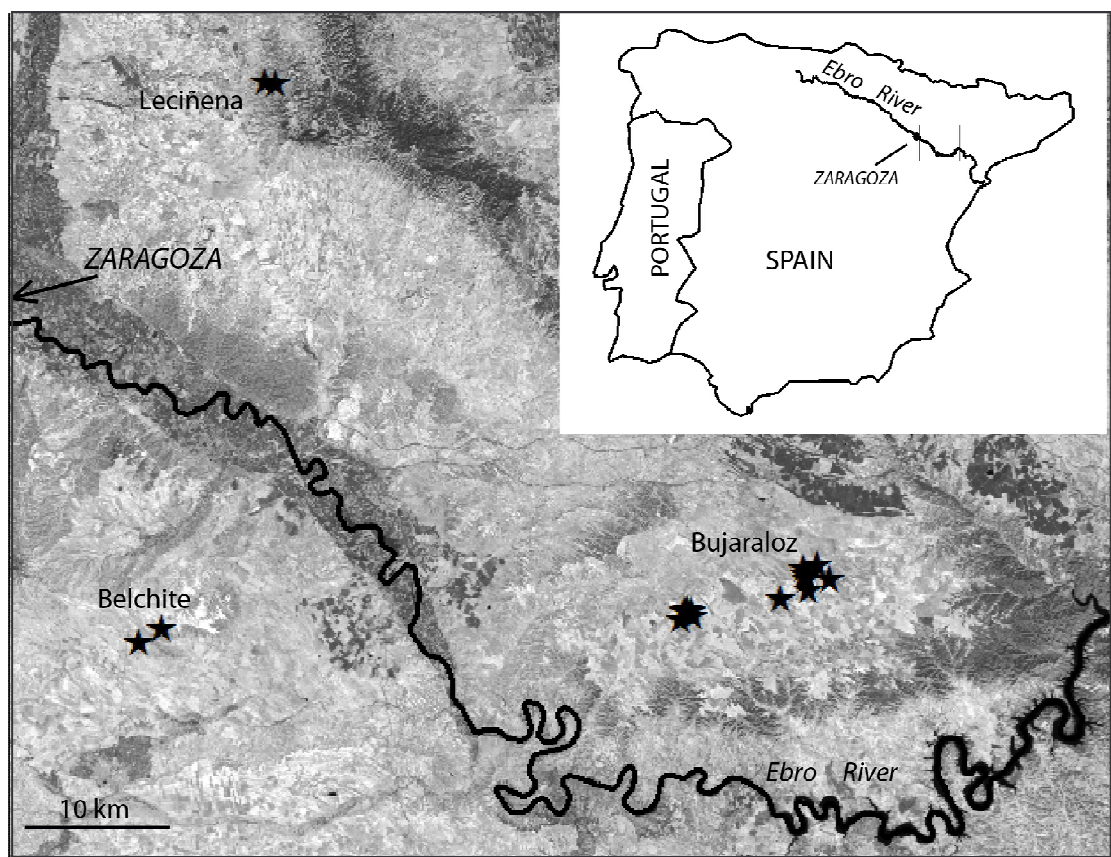 Leciñena
ZARAGOZA
Belchite
Bujaraloz
Ebro River
10 km
Ebro River
ZARAGOZA
PORTUGAL
SPAIN